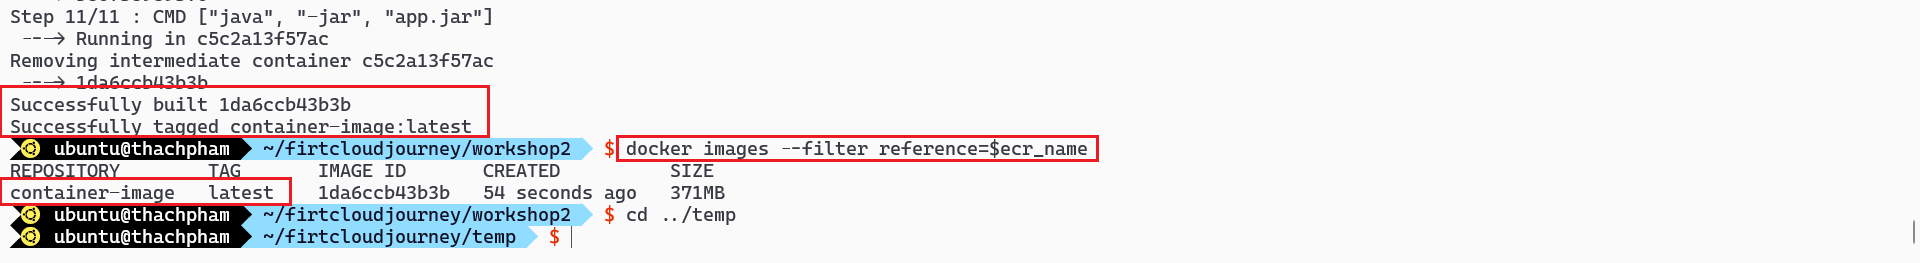 Step 11/11 : CMD ["java", "-jar", "app.jar"]
---> Running in c5c2a13f57ac
Removing intermediate container c5c2a13f57ac
---> 1da6ccb43b3b
Successfully built 1da6ccb43b3b
Successfully tagged container-image:latest
ubuntu@thachpham ~/firtcloudjourney/workshop2 $ docker images --filter reference=$ecr_name
REPOSITORY TAG IMAGE ID CREATED SIZE
container-image latest 1da6ccb43b3b 54 seconds ago 371MB
ubuntu@thachpham ~/firtcloudjourney/workshop2 $ cd ../temp
ubuntu@thachpham ~/firtcloudjourney/temp $